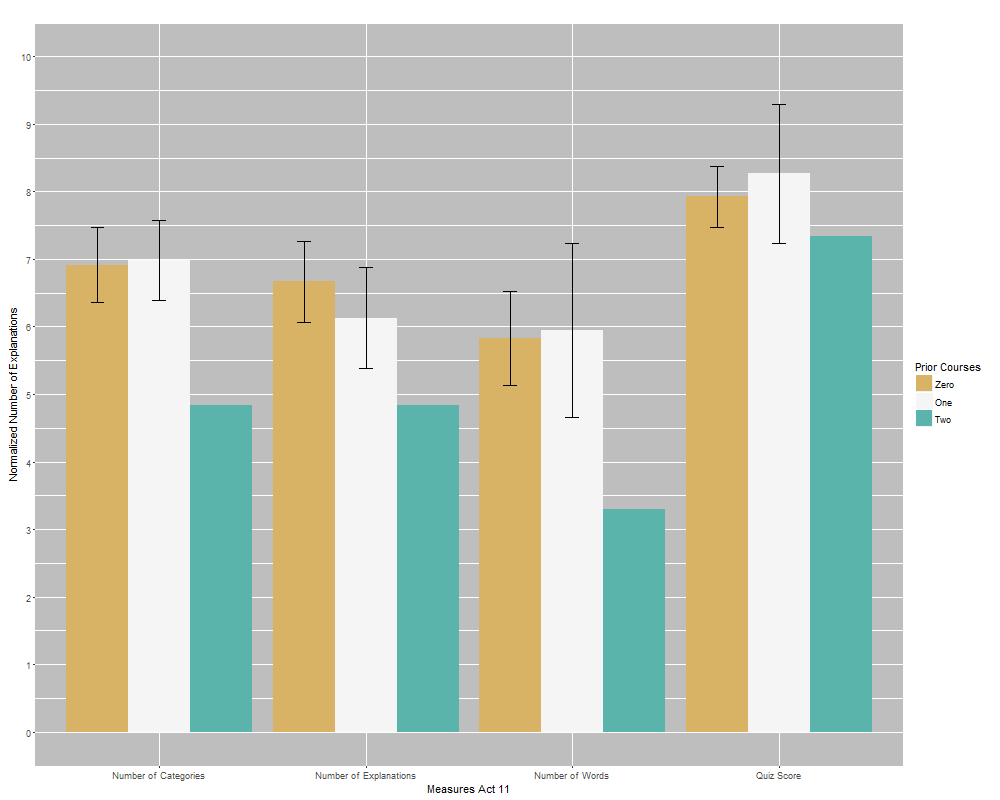 Normalized Number of Explanations
10
9
8
7
6
5
4
3
2
1
0
Number of Categories
Number of Explanations
Number of Words
Quiz Score
Measures Act 11
Prior Courses
Zero
One
Two